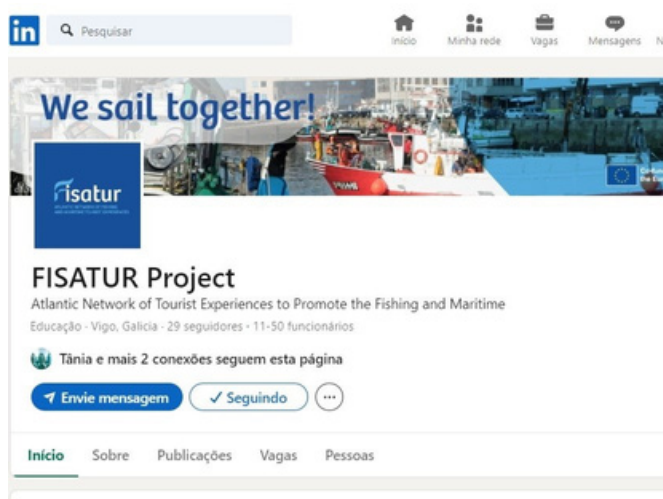 in
Pesquisar
Início
Minha rede
Vagas
Mensagens
N
We sail together!
fisatur
FISATUR Project
Atlantic Network of Tourist Experiences to Promote the Fishing and Maritime
Educação · Vigo, Galicia · 29 seguidores · 11-50 funcionários
Tânia e mais 2 conexões seguem esta página
Envie mensagem
Seguindo
Início Sobre Publicações Vagas Pessoas